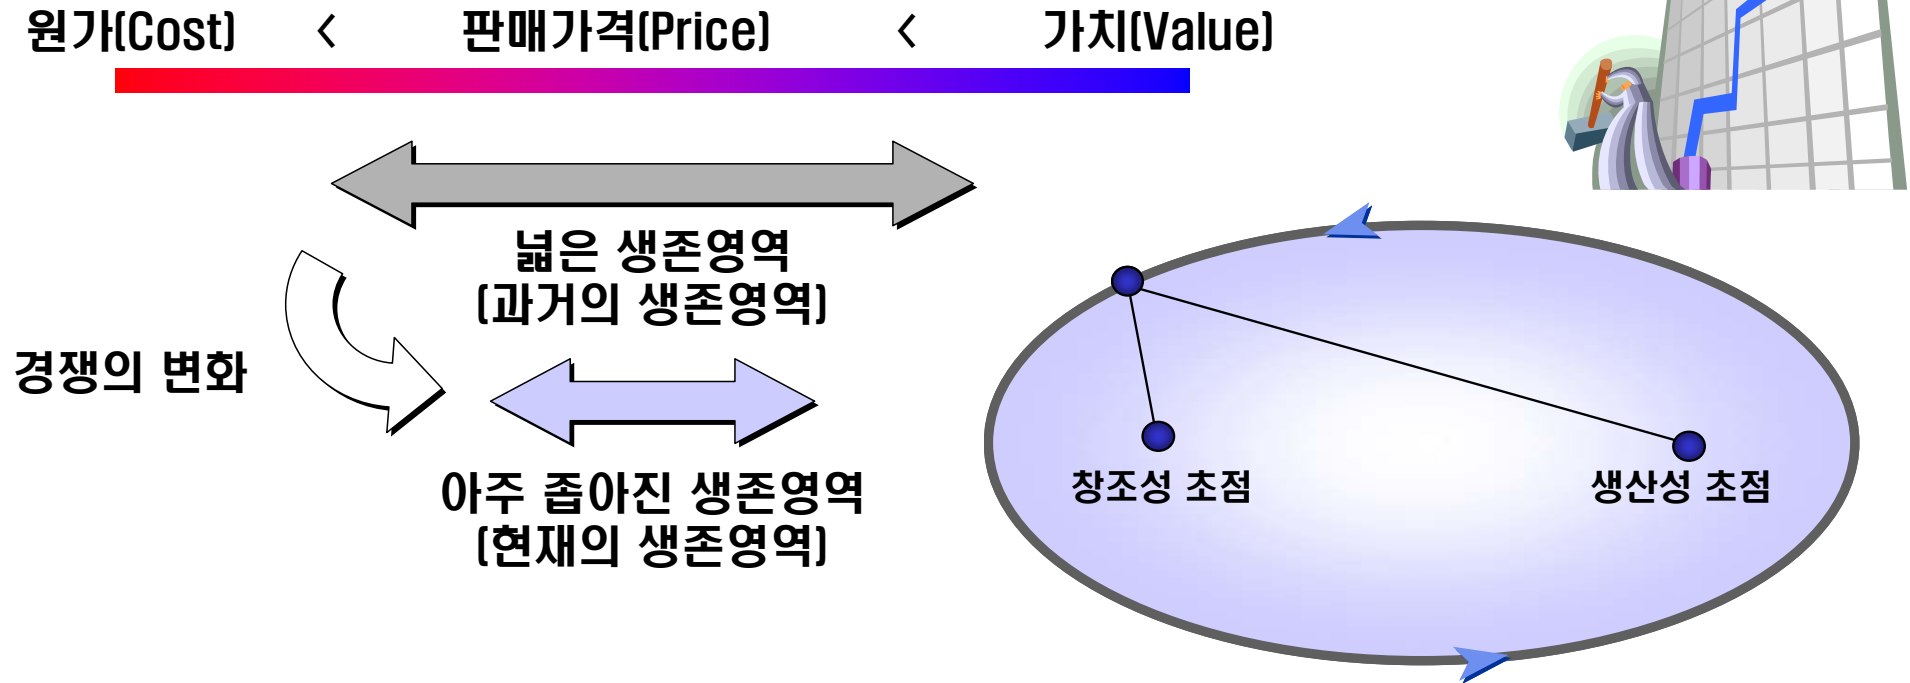 원가(Cost) < 판매가격(Price) < 가치(Value)
넓은 생존영역
(과거의 생존영역)
경쟁의 변화
아주 좁아진 생존영역
(현재의 생존영역)
창조성 초점
생산성 초점